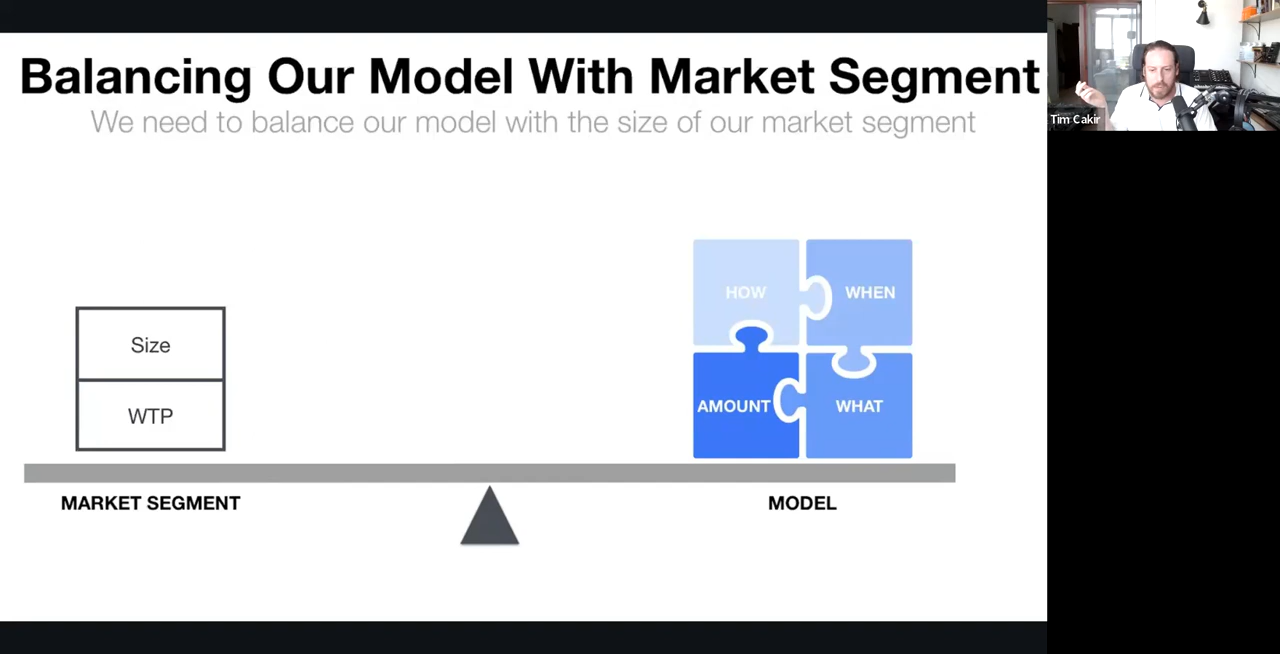 Balancing Our Model With Market Segment
We need to balance our model with the size of our market segment
Tim Cakir
HOW
WHEN
Size
AMOUNT
WHAT
WTP
MARKET SEGMENT
MODEL